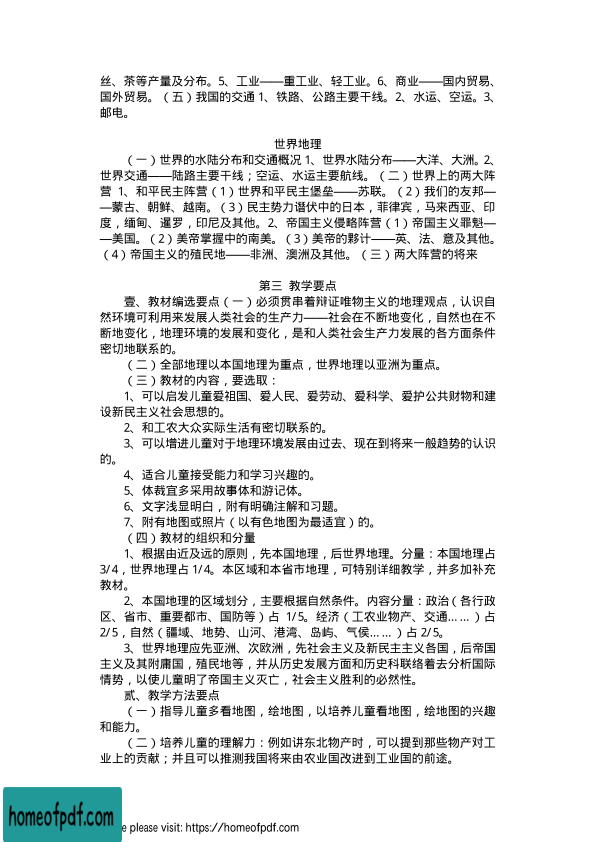 丝、茶等产量及分布。5、工业——重工业、轻工业。6、商业——国内贸易、
国外贸易。（五）我国的交通 1、铁路、公路主要干线。2、水运、空运。3、
邮电。
世界地理
（一）世界的水陆分布和交通概况 1、世界水陆分布——大洋、大洲。2、
世界交通——陆路主要干线；空运、水运主要航线。（二）世界上的两大阵
营 1、和平民主阵营（1）世界和平民主堡垒——苏联。（2）我们的友邦—
—蒙古、朝鲜、越南。（3）民主势力谐伏中的日本，菲律宾，马来西亚、印
度，缅甸、暹罗，印尼及其他。2、帝国主义侵略阵营（1）帝国主义罪魁—
—美国。（2）美帝掌握中的南美。（3）美帝的夥计——英、法、意及其他。
（4）帝国主义的殖民地——非洲、澳洲及其他。（三）两大阵营的将来
第三 教学要点
壹、教材编选要点（一）必须贯串着辩证唯物主义的地理观点，认识自
然环境可利用来发展人类社会的生产力——社会在不断地变化，自然也在不
断地变化，地理环境的发展和变化，是和人类社会生产力发展的各方面条件
密切地联系的。
（二）全部地理以本国地理为重点，世界地理以亚洲为重点。
（三）教材的内容，要选取：
1、可以启发儿童爱祖国、爱人民、爱劳动、爱科学、爱护公共财物和建
设新民主义社会思想的。
2、和工农大众实际生活有密切联系的。
3、可以增进儿童对于地理环境发展由过去、现在到将来一般趋势的认识
的。
4、适合儿童接受能力和学习兴趣的。
5、体裁宜多采用故事体和游记体。
6、文字浅显明白，附有明确注解和习题。
7、附有地图或照片（以有色地图为最适宜）的。
（四）教材的组织和分量
1、根据由近及远的原则，先本国地理，后世界地理。分量：本国地理占
3/4，世界地理占 1/4。本区域和本省市地理，可特别详细教学，并多加补充
教材。
2、本国地理的区域划分，主要根据自然条件。内容分量：政治（各行政
区、省市、重要都市、国防等）占 1/5。经济（工农业物产、交通……）占
2/5，自然（疆域、地势、山河、港湾、岛屿、气侯……）占 2/5。
3、世界地理应先亚洲、次欧洲，先社会主义及新民主主义各国，后帝国
主义及其附庸国，殖民地等，并从历史发展方面和历史科联络着去分析国际
情势，以使儿童明了帝国主义灭亡，社会主义胜利的必然性。
贰、教学方法要点
（一）指导儿童多看地图，绘地图，以培养儿童看地图，绘地图的兴趣
和能力。
（二）培养儿童的理解力：例如讲东北物产时，可以提到那些物产对工
业上的贡献；并且可以推测我国将来由农业国改进到工业国的前途。
homeofpdf.com
e please visit: https://homeofpdf.com